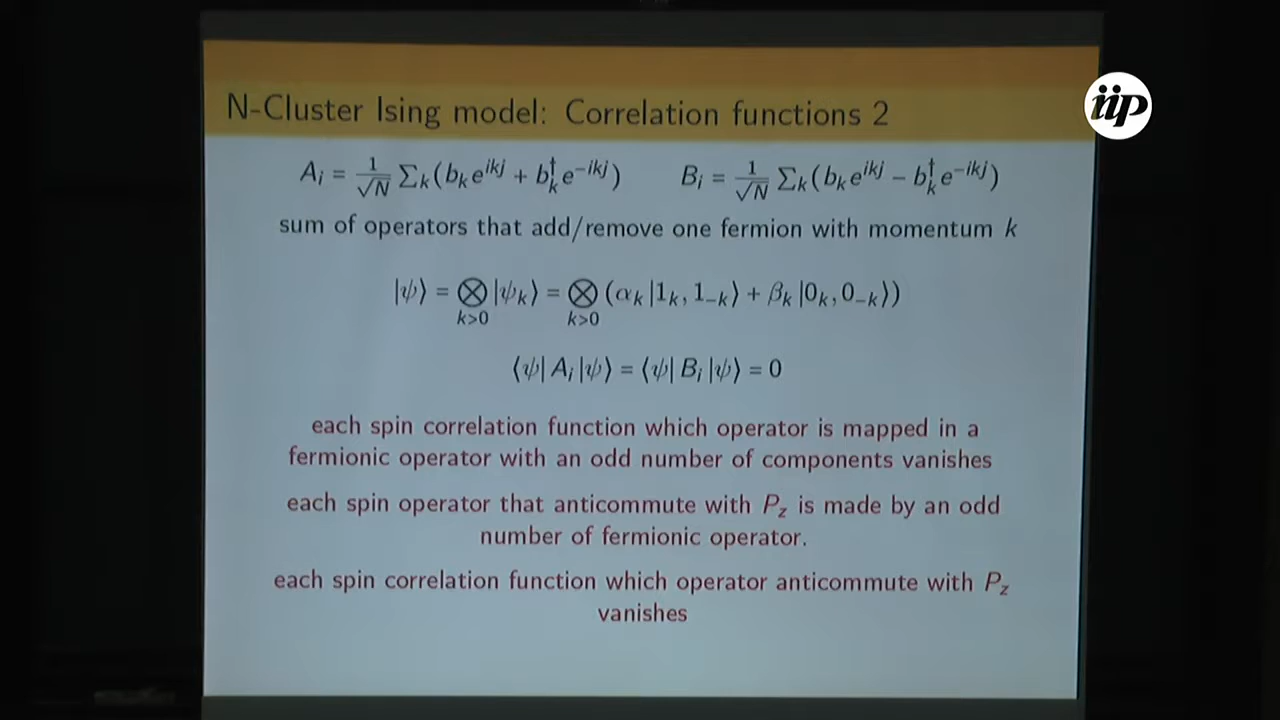 iip
N-Cluster Ising model: Correlation functions 2
A_i = 1/√N ∑_k(b_k e^{ikj} + b_k^† e^{-ikj})     B_i = 1/√N ∑_k(b_k e^{ikj} − b_k^† e^{-ikj})
sum of operators that add/remove one fermion with momentum k
|ψ⟩ = ⨂_{k>0} |ψ_k⟩ = ⨂_{k>0} (α_k |1_k, 1_{-k}⟩ + β_k |0_k, 0_{-k}⟩)
⟨ψ| A_i |ψ⟩ = ⟨ψ| B_i |ψ⟩ = 0
each spin correlation function which operator is mapped in a
fermionic operator with an odd number of components vanishes
each spin operator that anticommute with P_z is made by an odd
number of fermionic operator.
each spin correlation function which operator anticommute with P_z
vanishes